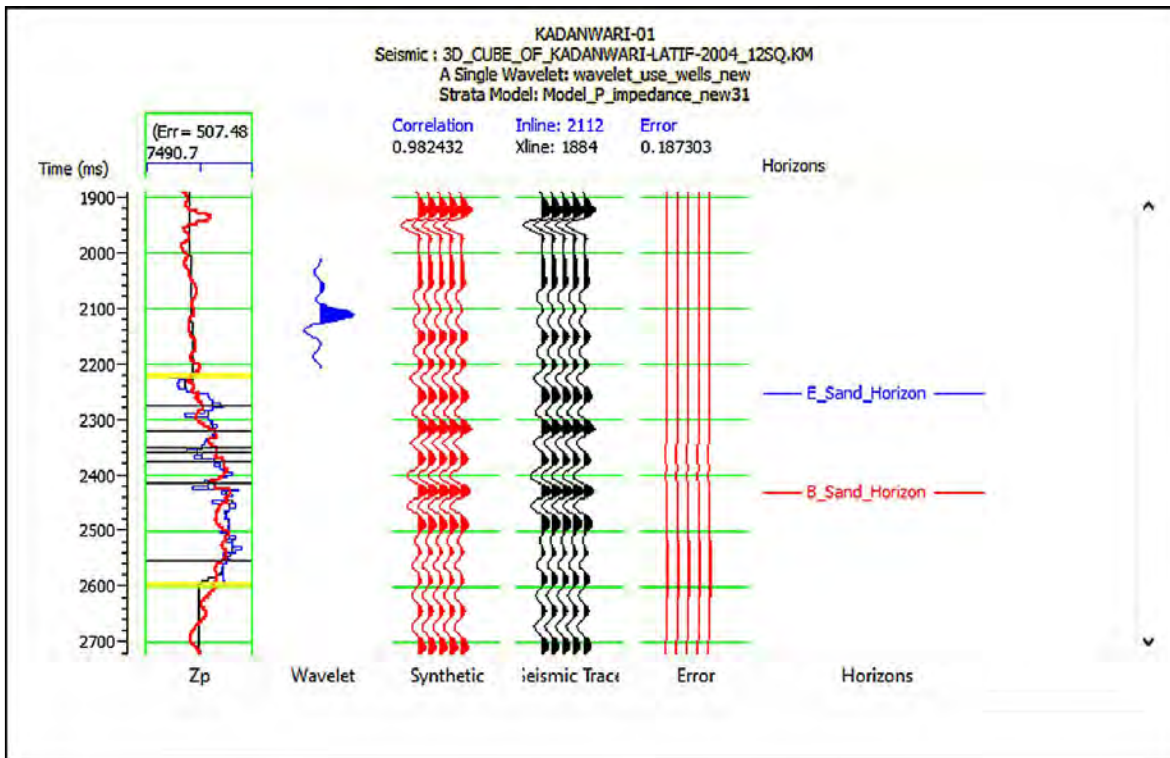 KADANWARI-01
Seismic : 3D_CUBE_OF_KADANWARI-LATIF-2004_12SQ.KM
A Single Wavelet: wavelet_use_wells_new
Strata Model: Model_P_impedance_new31
(Err= 507.48
7490.7
Correlation Inline: 2112 Error
0.982432 Xline: 1884 0.187303
Time (ms)
Horizons
1900
2000
2100
2200
2300
2400
2500
2600
2700
E_Sand_Horizon
B_Sand_Horizon
Zp Wavelet Synthetic Seismic Trace Error Horizons